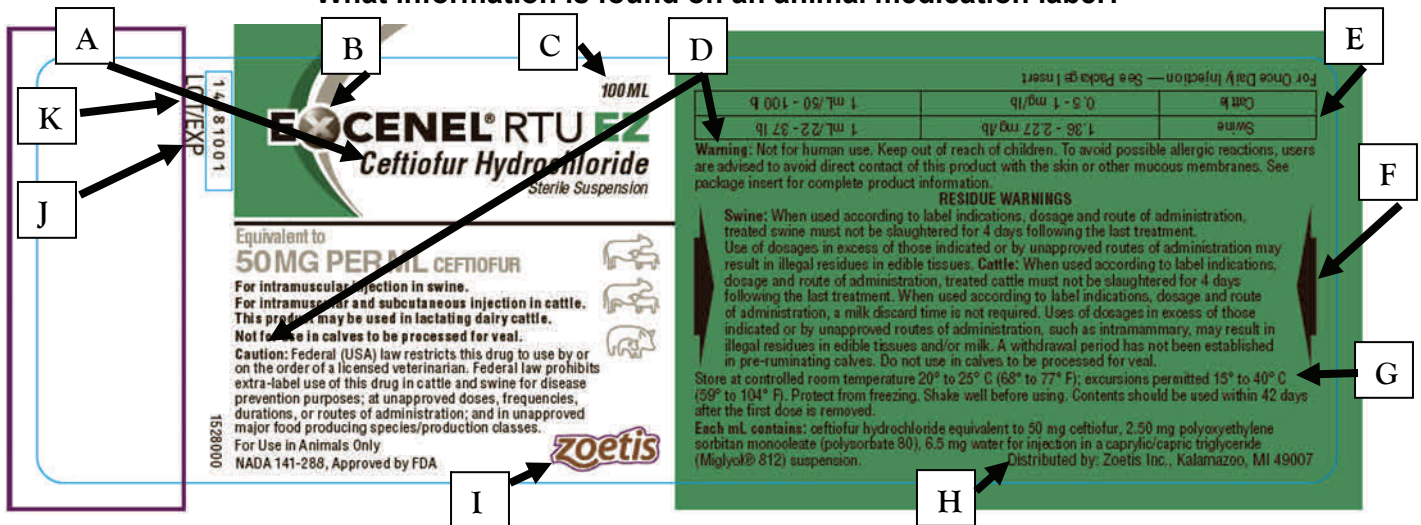 What information is found on an animal medication label?
A
B
C
D
E
K
J
F
G
H
I
LOT/EXP
100 ML
EXCENEL® RTU EZ
Ceftiofur Hydrochloride
Sterile Suspension
Equivalent to
50 MG PER ML CEFTIOFUR
For intramuscular injection in swine.
For intramuscular and subcutaneous injection in cattle.
This product may be used in lactating dairy cattle.
Not for use in calves to be processed for veal.
Caution: Federal (USA) law restricts this drug to use by or
on the order of a licensed veterinarian. Federal law prohibits
extra-label use of this drug in cattle and swine for disease
prevention purposes; at unapproved doses, frequencies,
durations, or routes of administration; and in unapproved
major food producing species/production classes.
For Use in Animals Only
NADA 141-288, Approved by FDA
1528000
zoetis
Swine 1.36 - 2.27 mg/lb 1 mL/22 - 37 lb
Cattle 0.5 - 1 mg/lb 1 mL/50 - 100 lb
For Once Daily Injection — See Package Insert
Warning: Not for human use. Keep out of reach of children. To avoid possible allergic reactions, users
are advised to avoid direct contact of this product with the skin or other mucous membranes. See
package insert for complete product information.
RESIDUE WARNINGS
Swine: When used according to label indications, dosage and route of administration,
treated swine must not be slaughtered for 4 days following the last treatment.
Use of dosages in excess of those indicated or by unapproved routes of administration may
result in illegal residues in edible tissues. Cattle: When used according to label indications,
dosage and route of administration, treated cattle must not be slaughtered for 4 days
following the last treatment. When used according to label indications, dosage and route
of administration, a milk discard time is not required. Uses of dosages in excess of those
indicated or by unapproved routes of administration, such as intramammary, may result in
illegal residues in edible tissues and/or milk. A withdrawal period has not been established
in pre-ruminating calves. Do not use in calves to be processed for veal.
Store at controlled room temperature 20° to 25° C (68° to 77° F); excursions permitted 15° to 40° C
(59° to 104° F). Protect from freezing. Shake well before using. Contents should be used within 42 days
after the first dose is removed.
Each mL contains: ceftiofur hydrochloride equivalent to 50 mg ceftiofur, 2.50 mg polyoxyethylene
sorbitan monooleate (polysorbate 80), 6.5 mg water for injection in a caprylic/capric triglyceride
(Miglyol® 812) suspension.
Distributed by: Zoetis Inc., Kalamazoo, MI 49007